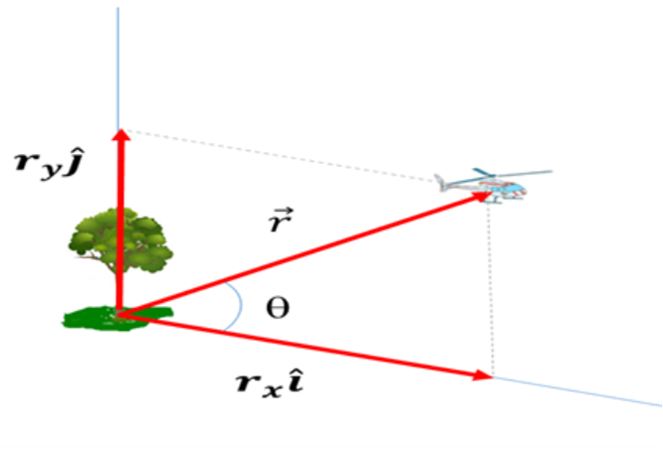 r_y ĵ
r⃗
Θ
r_x î